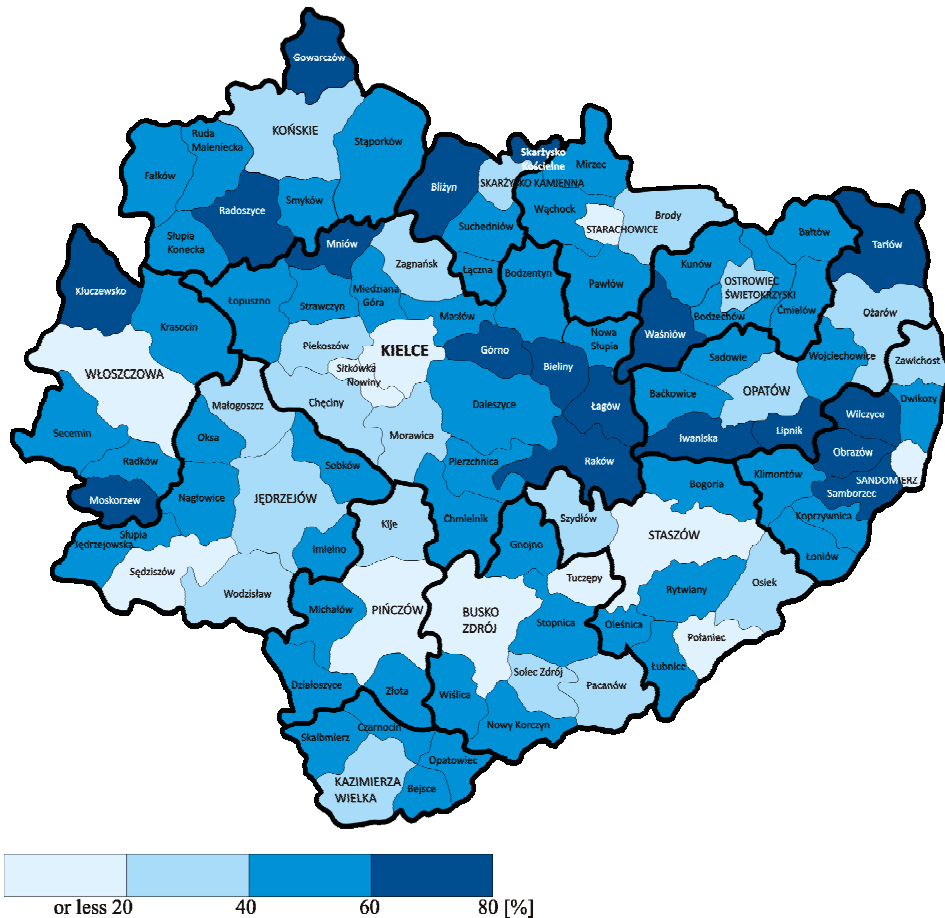 Gowarczów
KOŃSKIE
Stąporków
Ruda
Maleniecka
Fałków
Radoszyce
Smyków
Słupia
Konecka
Mniów
Bliżyn
Skarżysko
Kościelne
SKARŻYSKO KAMIENNA
Mirzec
Wąchock
STARACHOWICE
Brody
Suchedniów
Łączna
Bodzentyn
Pawłów
Zagnańsk
Kluczewsko
Krasocin
Łopuszno
Strawczyn
Miedziana
Góra
Masłów
Kunów
Bałtów
Tarłów
OSTROWIEC
ŚWIETOKRZYSKI
Bodzechów
Ćmielów
Ożarów
Waśniów
Nowa
Słupia
Piekoszów
KIELCE
Sitkówka
Nowiny
Górno
Bieliny
Sadowie
Wojciechowice
Zawichost
WŁOSZCZOWA
Chęciny
Daleszyce
Łagów
Baćkowice
OPATÓW
Dwikozy
Małogoszcz
Morawica
Wilczyce
Secemin
Oksa
Iwaniska
Lipnik
Obrazów
Radków
Sobków
Pierzchnica
Raków
Klimontów
SANDOMIERZ
Moskorzew
Nagłowice
JĘDRZEJÓW
Bogoria
Samborzec
Kije
Chmielnik
Szydłów
Koprzywnica
Słupia
Jędrzejowska
Imielno
Gnojno
STASZÓW
Łoniów
Sędziszów
Wodzisław
Tuczępy
Rytwiany
Osiek
Michałów
PIŃCZÓW
BUSKO
ZDRÓJ
Stopnica
Oleśnica
Połaniec
Łubnice
Działoszyce
Złota
Wiślica
Solec Zdrój
Pacanów
Nowy Korczyn
Skalbmierz
Czarnocin
Opatowiec
KAZIMIERZA
WIELKA
Bejsce
or less 20 40 60 80 [%]